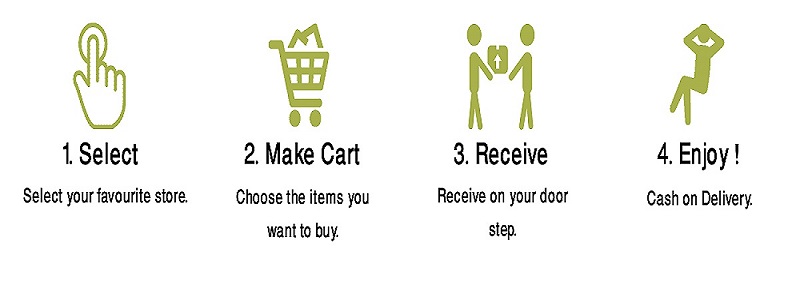 1. Select
Select your favourite store.
2. Make Cart
Choose the items you
want to buy.
3. Receive
Receive on your door
step.
4. Enjoy !
Cash on Delivery.